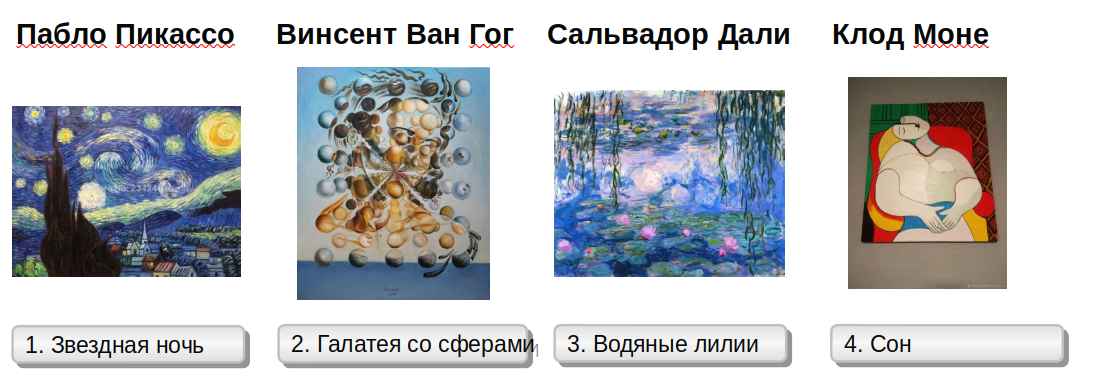 Пабло Пикассо
Винсент Ван Гог
Сальвадор Дали
Клод Моне
1. Звездная ночь
2. Галатея со сферами
3. Водяные лилии
4. Сон